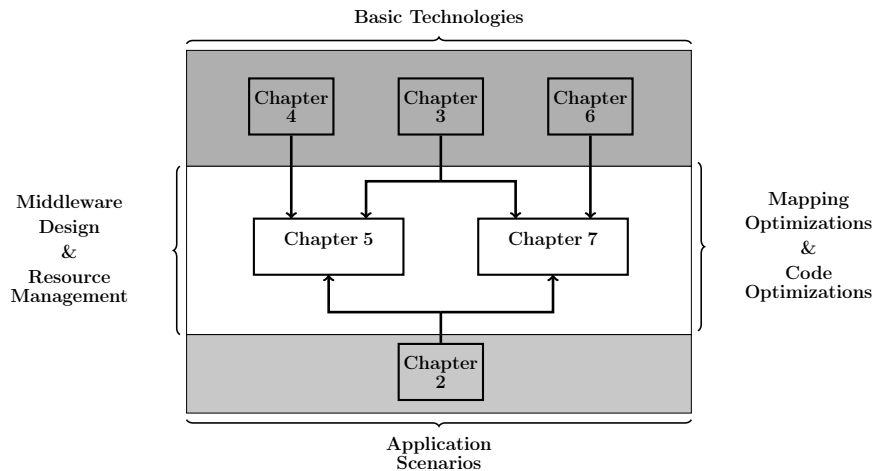 Basic Technologies
Chapter
4
Chapter
3
Chapter
6
Middleware
Design
&
Resource
Management
Chapter 5
Chapter 7
Mapping
Optimizations
&
Code
Optimizations
Chapter
2
Application
Scenarios